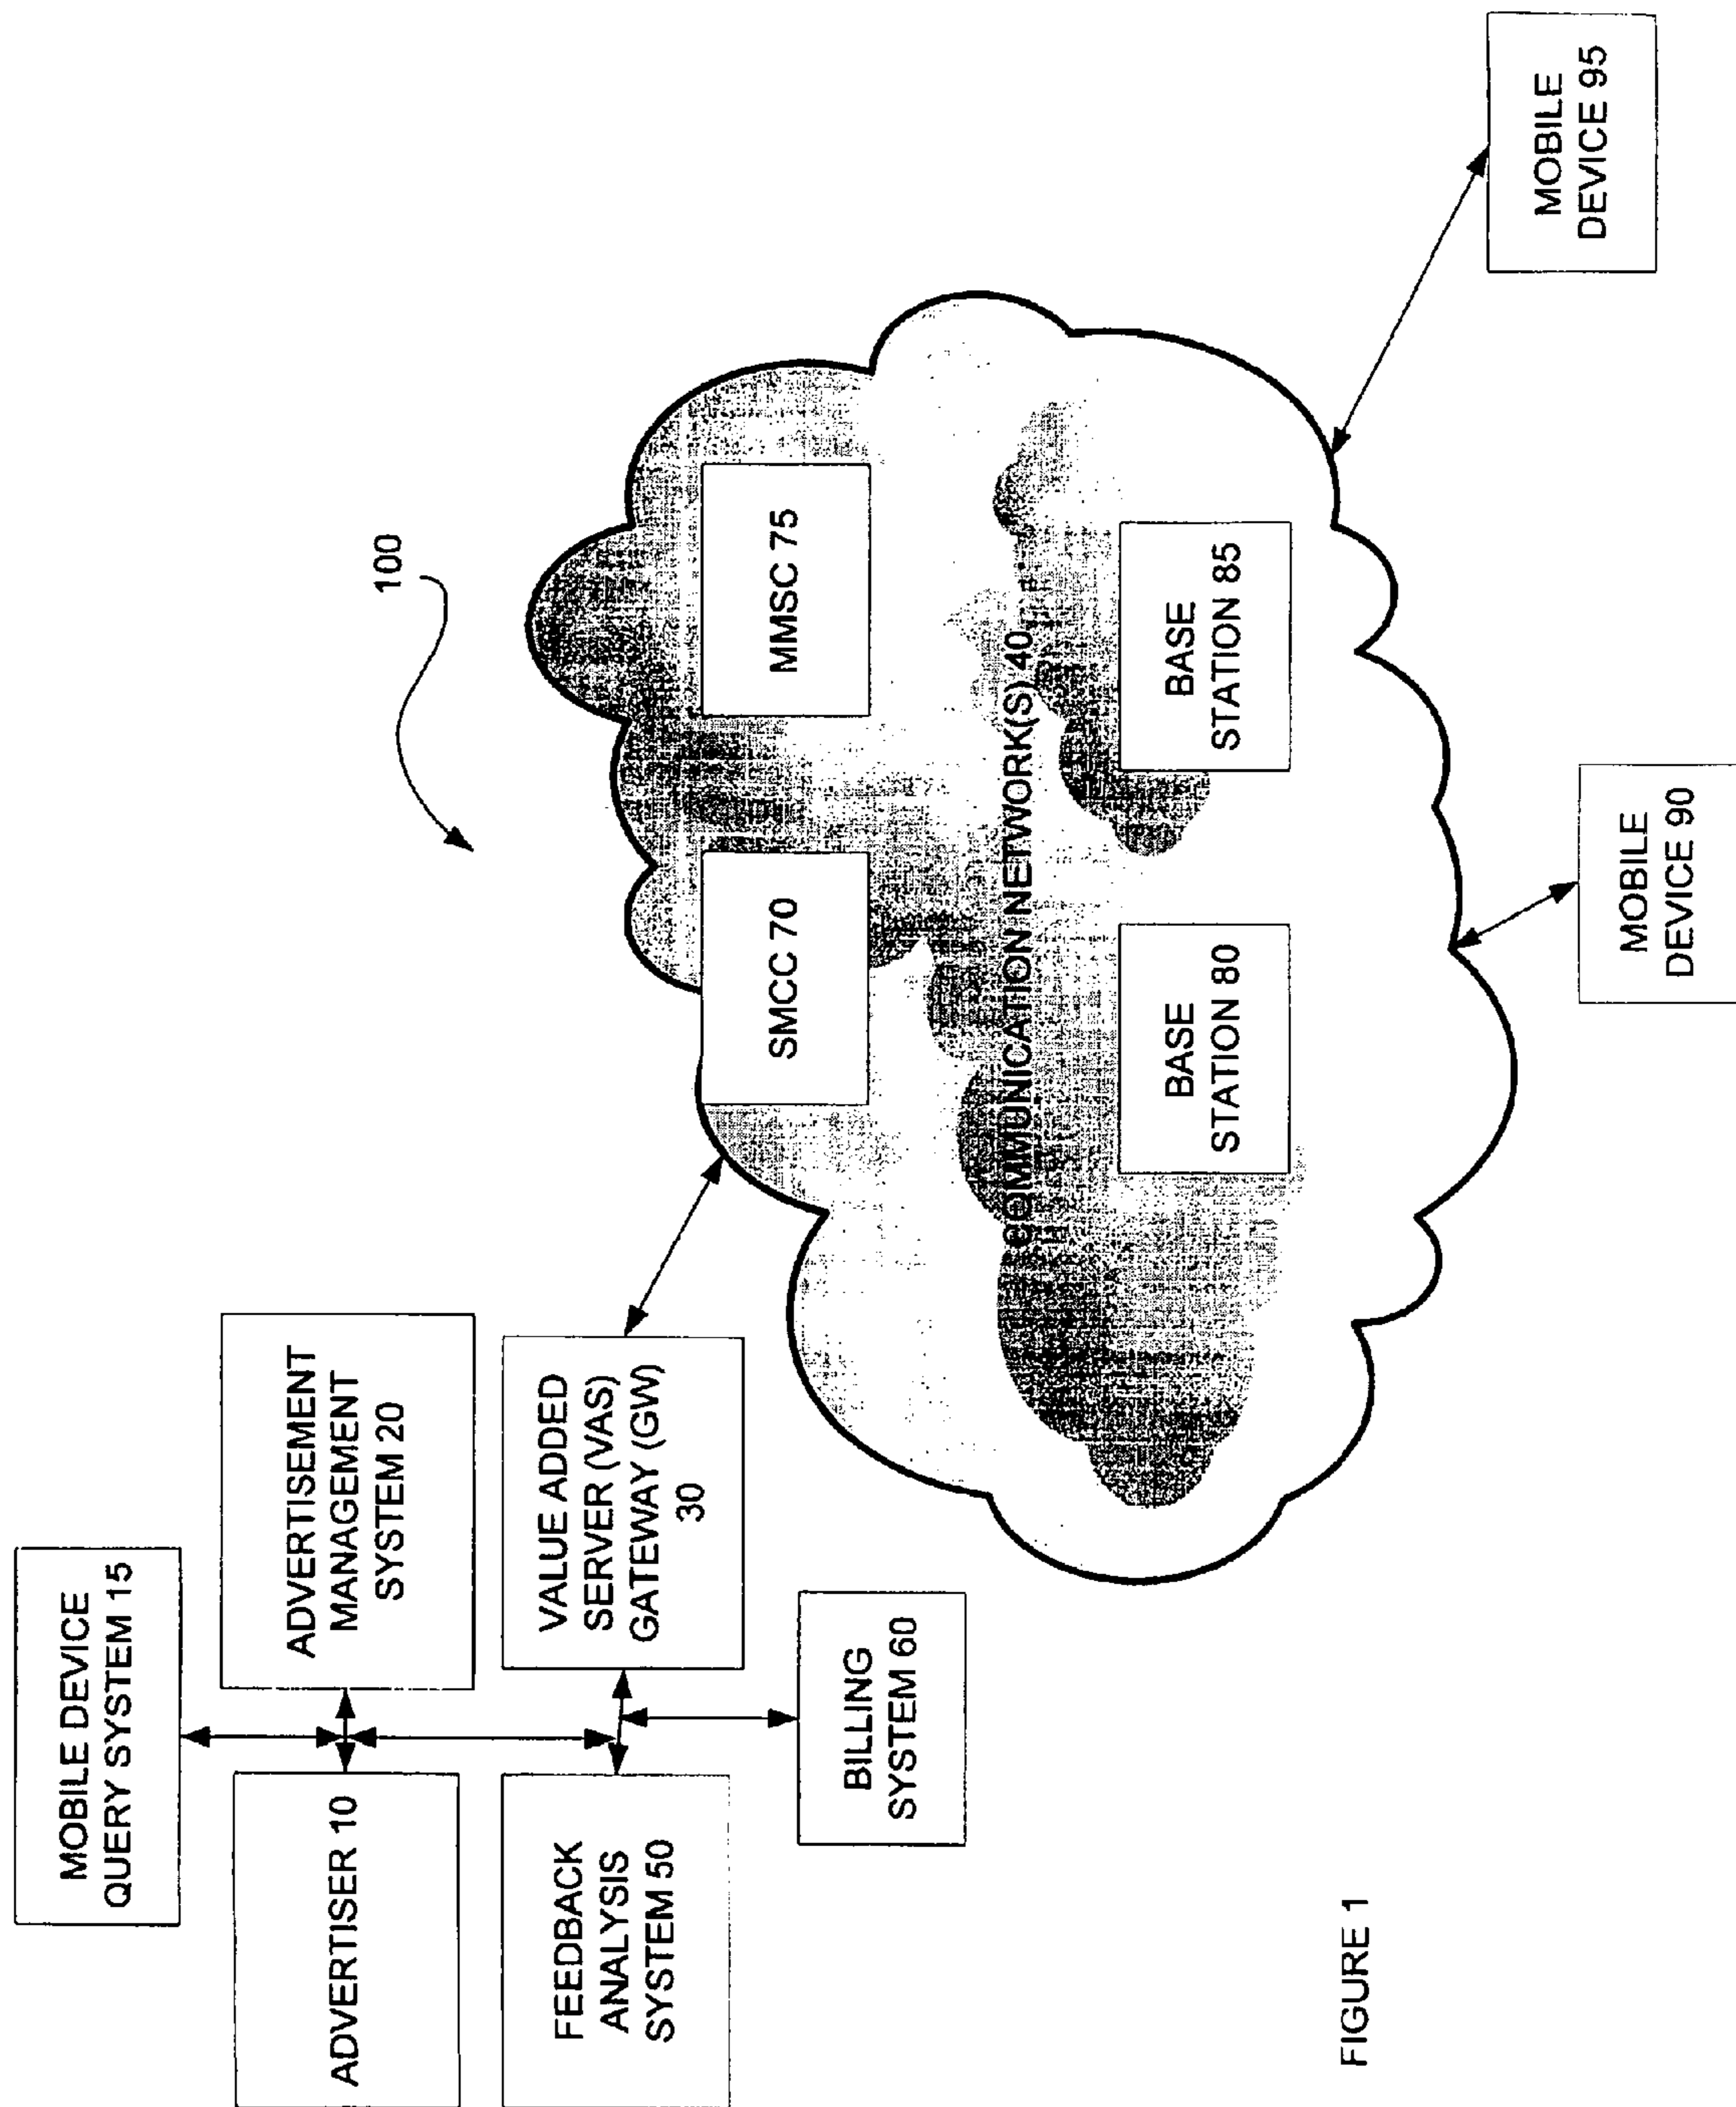 MOBILE DEVICE
QUERY SYSTEM 15
ADVERTISER 10
ADVERTISEMENT
MANAGEMENT
SYSTEM 20
FEEDBACK
ANALYSIS
SYSTEM 50
VALUE ADDED
SERVER (VAS)
GATEWAY (GW)
30
BILLING
SYSTEM 60
100
SMCC 70
MMSC 75
COMMUNICATION NETWORK(S) 40
BASE
STATION 80
BASE
STATION 85
MOBILE
DEVICE 90
MOBILE
DEVICE 95
FIGURE 1